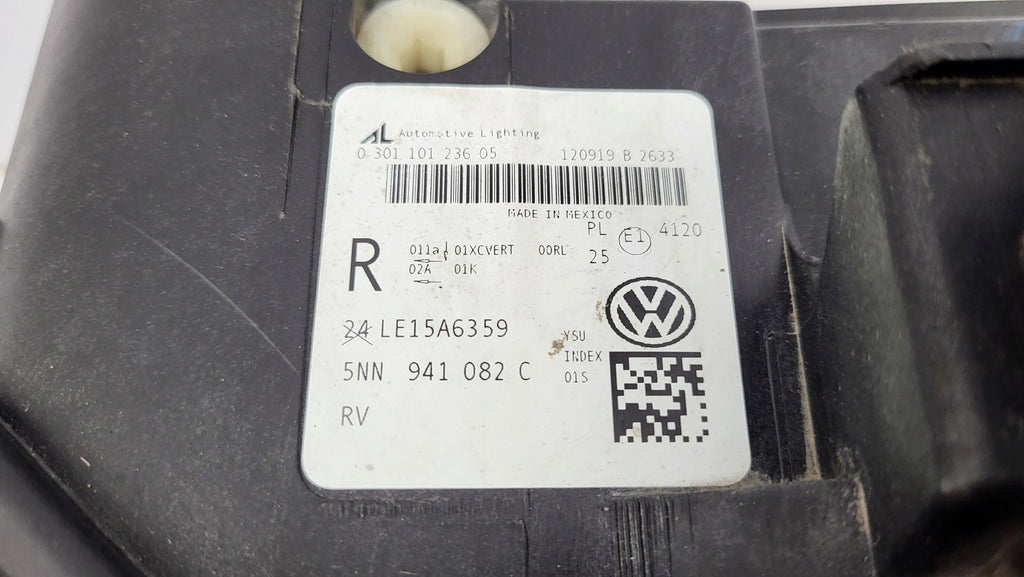 AL Automotive Lighting
0 301 101 236 05 120919 B 2633
MADE IN MEXICO
PL E1 4120
25
R
011a 01XCVERT 00RL
02A 01K
24 LE15A6359
YSU
INDEX
01S
5NN 941 082 C
RV